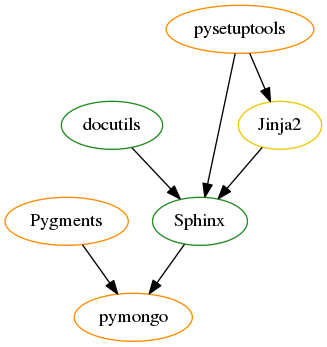 pysetuptools
docutils
Jinja2
Pygments
Sphinx
pymongo